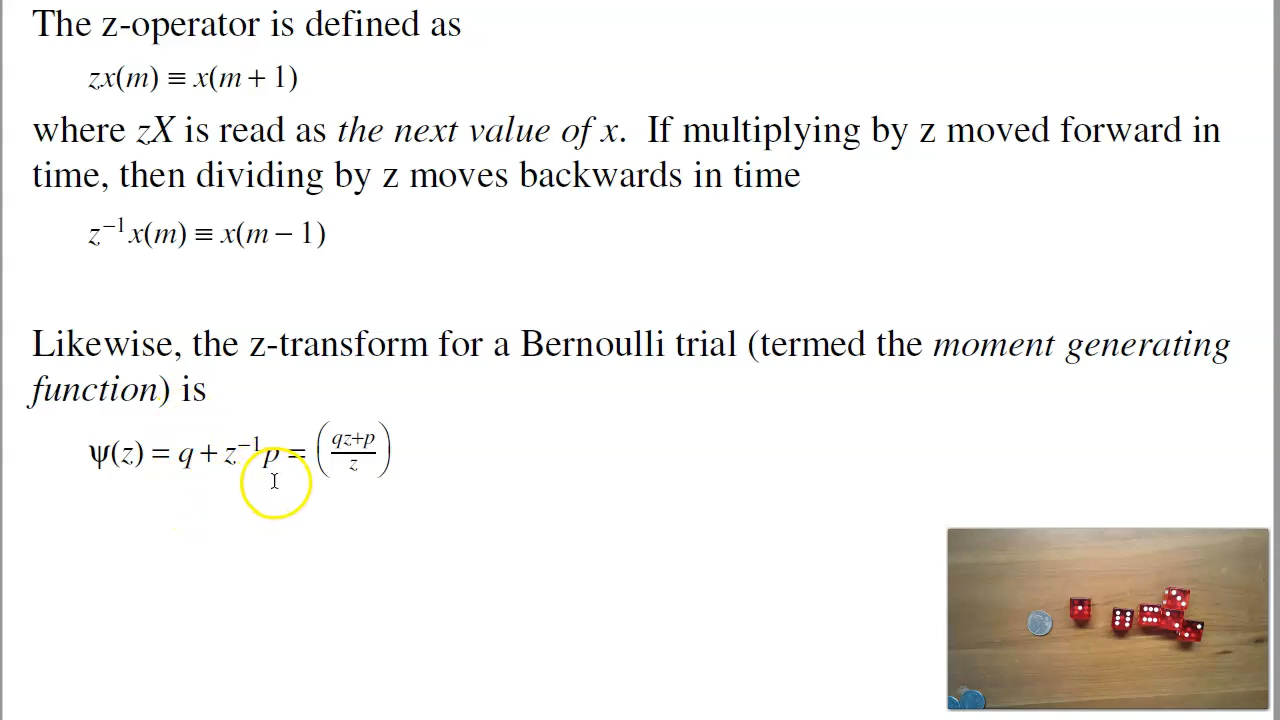 The z-operator is defined as
zx(m) ≡ x(m + 1)
where zX is read as the next value of x. If multiplying by z moved forward in
time, then dividing by z moves backwards in time
z⁻¹x(m) ≡ x(m − 1)
Likewise, the z-transform for a Bernoulli trial (termed the moment generating
function) is
ψ(z) = q + z⁻¹p = (qz+p / z)